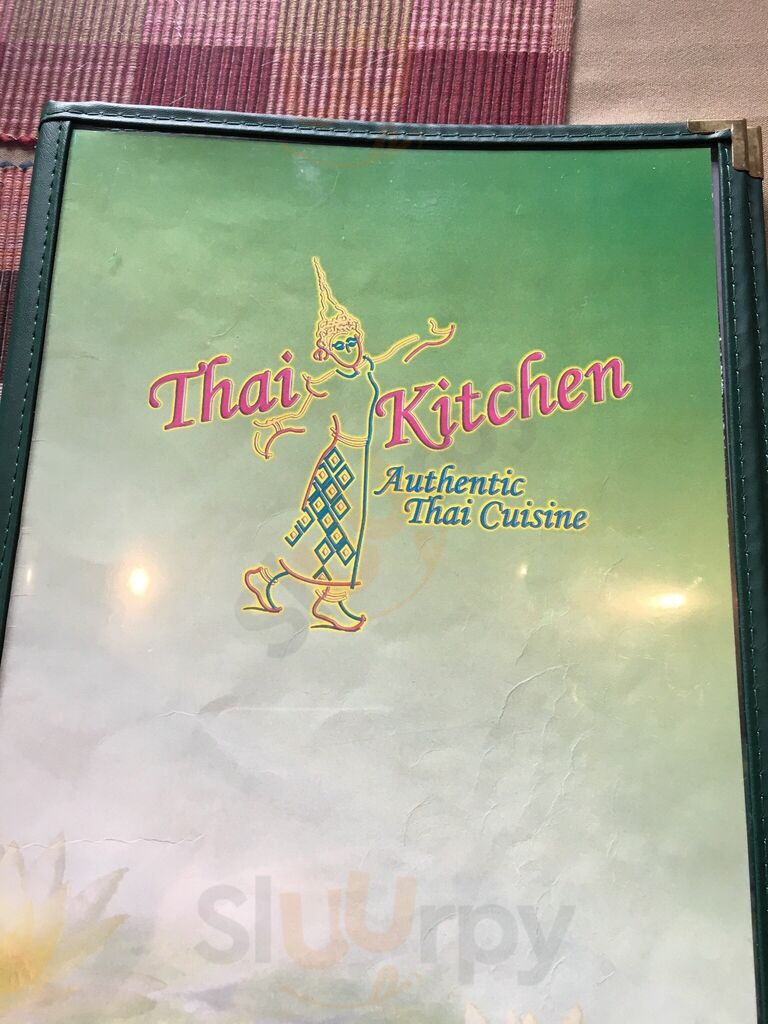 Thai Kitchen
Authentic
Thai Cuisine
Sluurpy